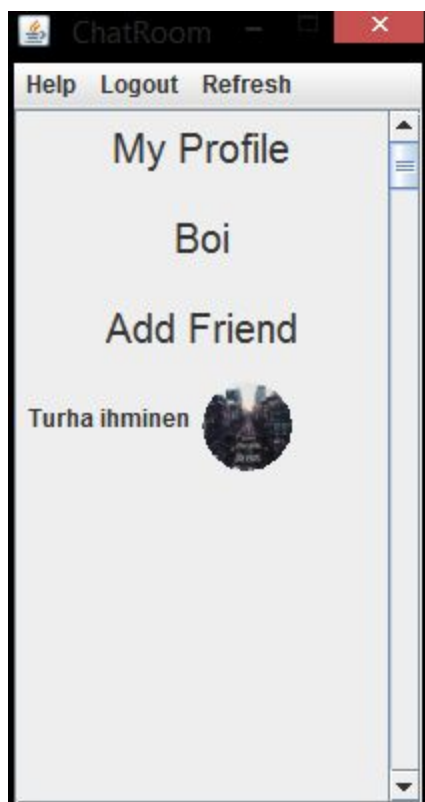 ChatRoom
Help Logout Refresh
My Profile
Boi
Add Friend
Turha ihminen